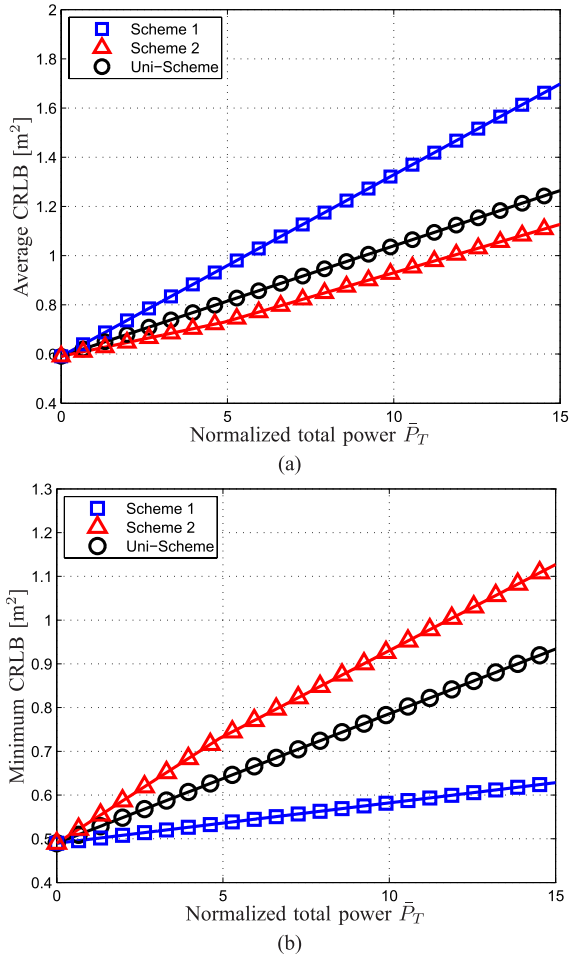 2
1.8
1.6
1.4
1.2
1
0.8
0.6
0.4
Average CRLB [m²]
Scheme 1
Scheme 2
Uni−Scheme
0 5 10 15
Normalized total power P̄_T
(a)
1.3
1.2
1.1
1
0.9
0.8
0.7
0.6
0.5
0.4
Minimum CRLB [m²]
Scheme 1
Scheme 2
Uni−Scheme
0 5 10 15
Normalized total power P̄_T
(b)